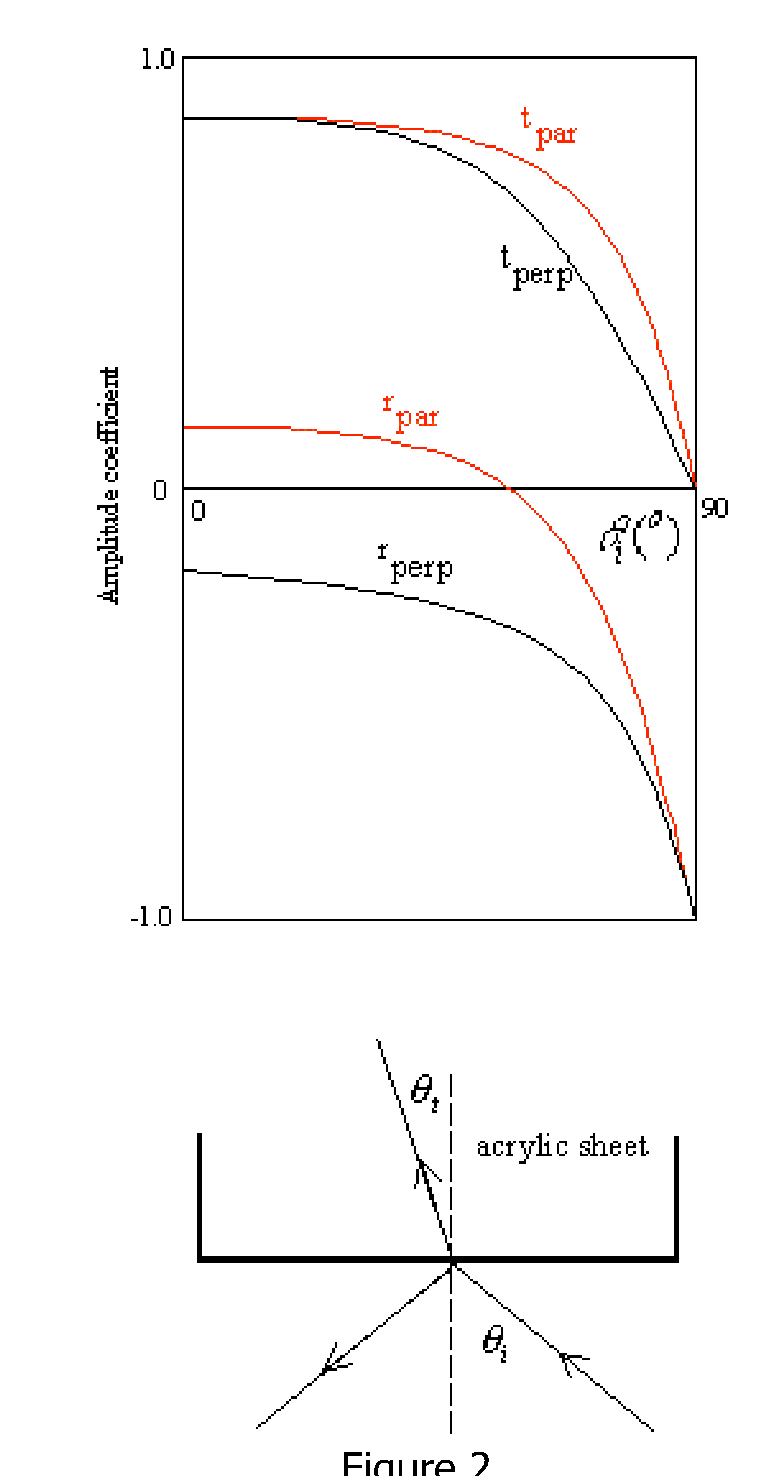 1.0
t par
t perp
r par
Amplitude coefficient
0
0
90
θi(°)
r perp
-1.0
θt
acrylic sheet
θi
Figure 2